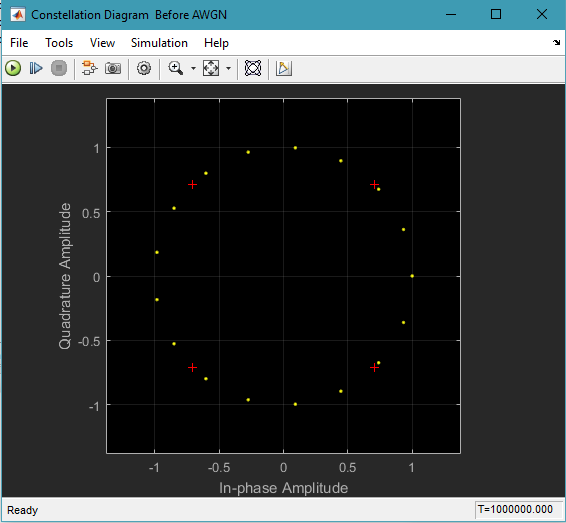 Constellation Diagram  Before AWGN
File Tools View Simulation Help
1
0.5
0
-0.5
-1
Quadrature Amplitude
-1 -0.5 0 0.5 1
In-phase Amplitude
Ready T=1000000.000